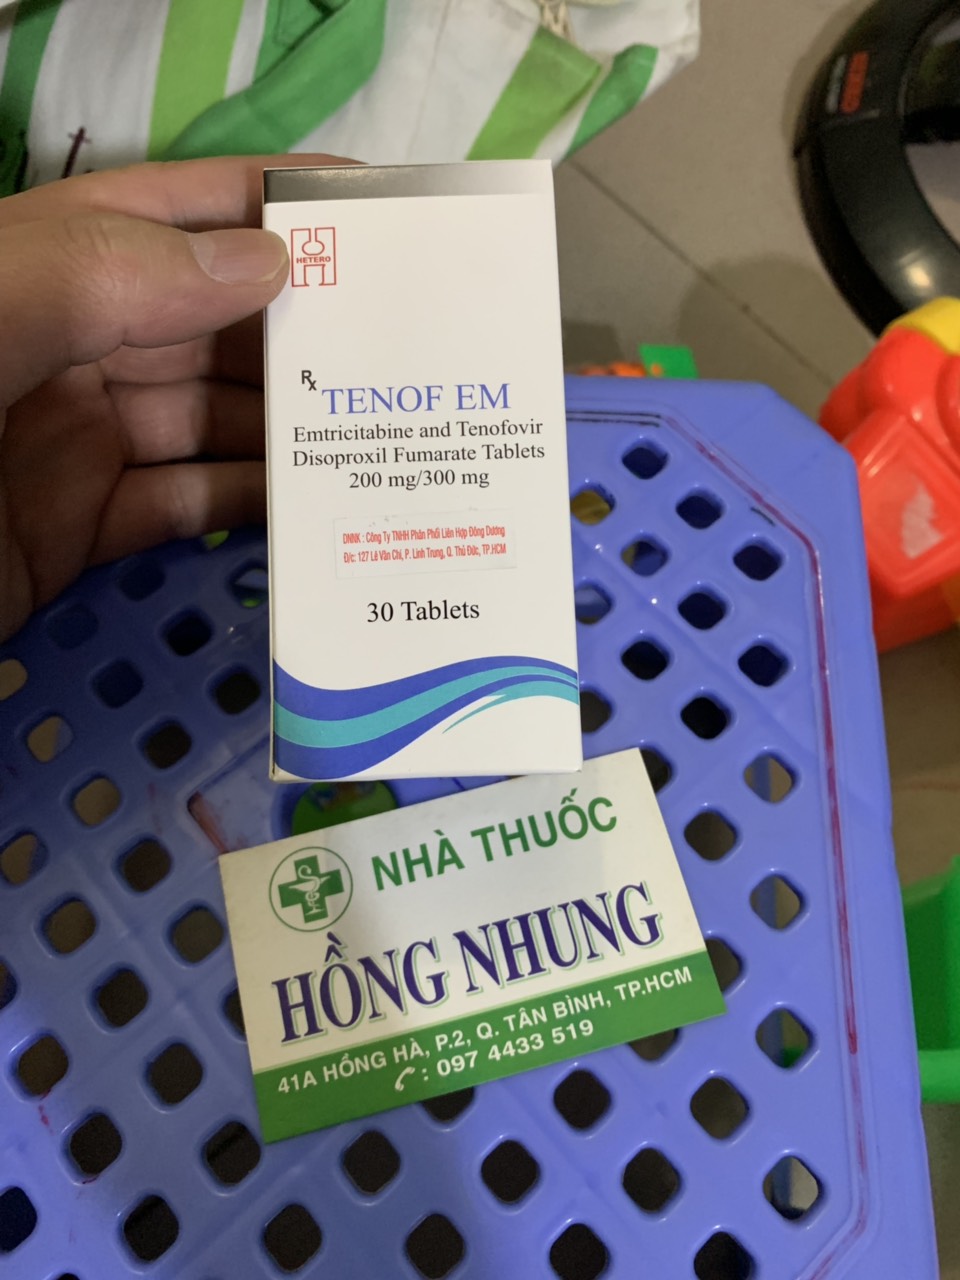 HETERO
Rx TENOF EM
Emtricitabine and Tenofovir
Disoproxil Fumarate Tablets
200 mg/300 mg
DNNK : Công Ty TNHH Phân Phối Liên Hợp Đông Dương
Đ/c: 127 Lê Văn Chí, P. Linh Trung, Q. Thủ Đức, TP.HCM
30 Tablets
NHÀ THUỐC
HỒNG NHUNG
41A HỒNG HÀ, P.2, Q. TÂN BÌNH, TP.HCM
: 097 4433 519